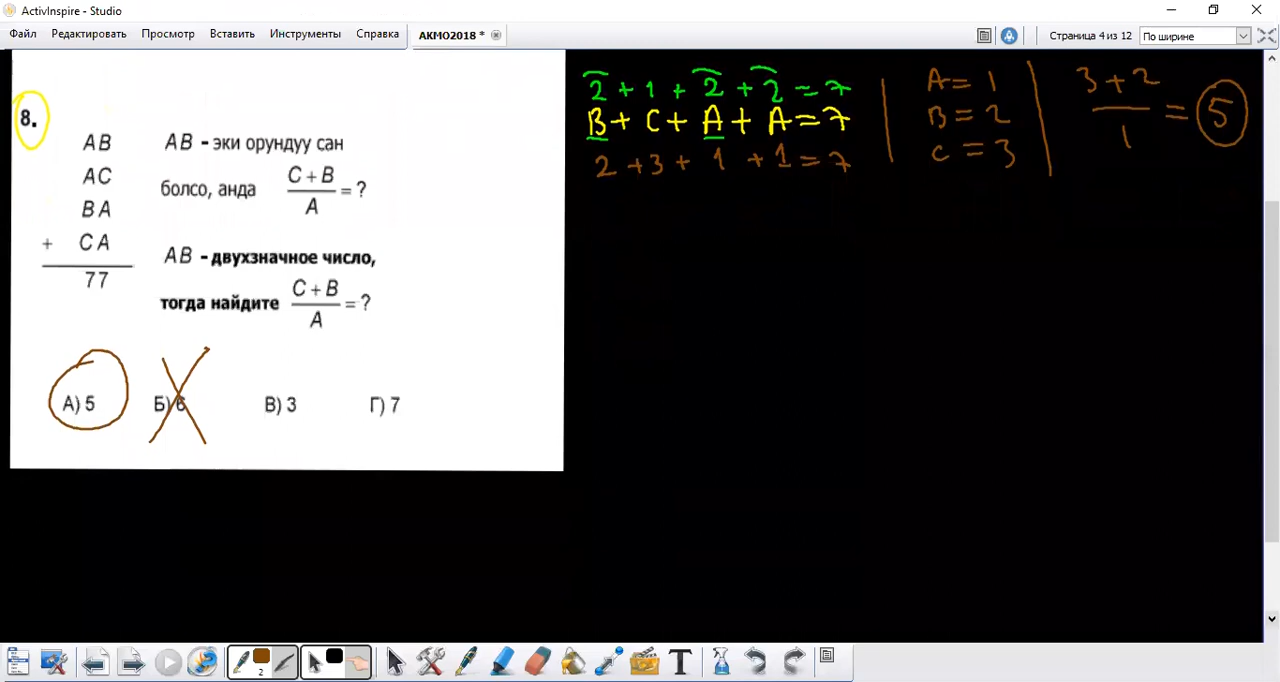 ActivInspire - Studio
Файл Редактировать Просмотр Вставить Инструменты Справка AKMO2018 * Страница 4 из 12 По ширине
8.
AB
AC
BA
+ CA
77
AB - эки орундуу сан
болсо, анда C + B / A = ?
AB - двухзначное число,
тогда найдите C + B / A = ?
А) 5 Б) 6 В) 3 Г) 7
2 + 1 + 2 + 2 = 7
B + C + A + A = 7
2 + 3 + 1 + 1 = 7
A = 1
B = 2
C = 3
3 + 2 / 1 = 5
2
T